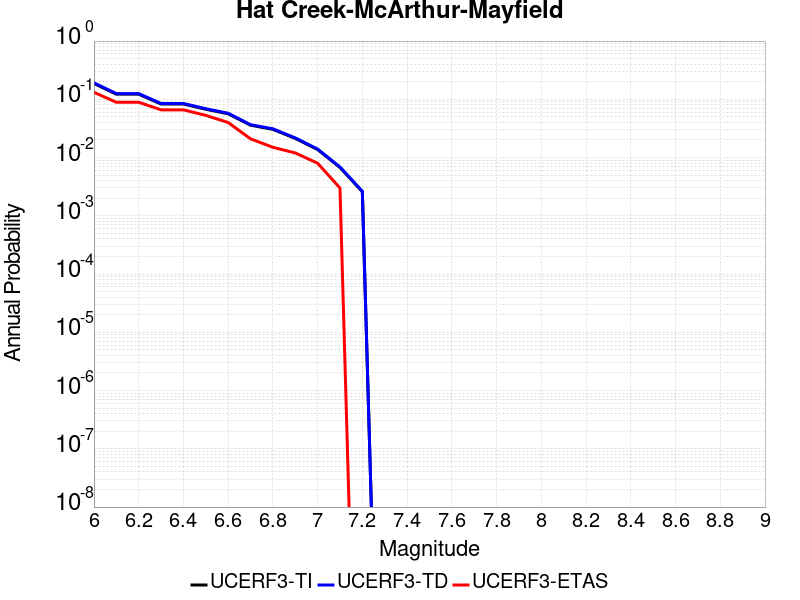 Hat Creek-McArthur-Mayfield
10^0
10^-1
10^-2
10^-3
10^-4
10^-5
10^-6
10^-7
10^-8
Annual Probability
6 6.2 6.4 6.6 6.8 7 7.2 7.4 7.6 7.8 8 8.2 8.4 8.6 8.8 9
Magnitude
UCERF3-TI UCERF3-TD UCERF3-ETAS